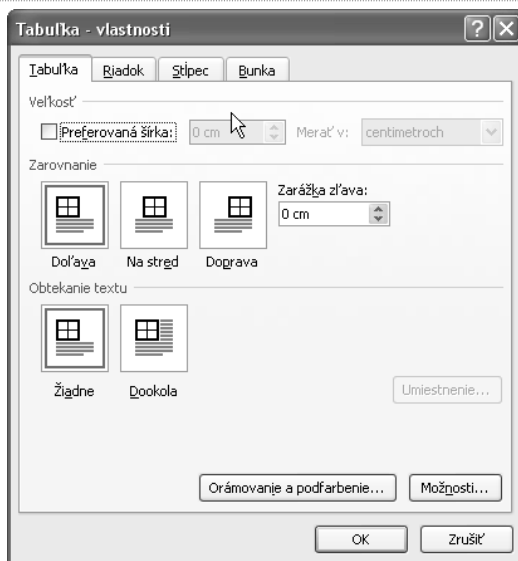 Tabuľka - vlastnosti
Tabuľka Riadok Stĺpec Bunka
Veľkosť
Preferovaná šírka: 0 cm Merať v: centimetroch
Zarovnanie
Zarážka zľava:
0 cm
Doľava Na stred Doprava
Obtekanie textu
Žiadne Dookola
Umiestnenie...
Orámovanie a podfarbenie... Možnosti...
OK Zrušiť